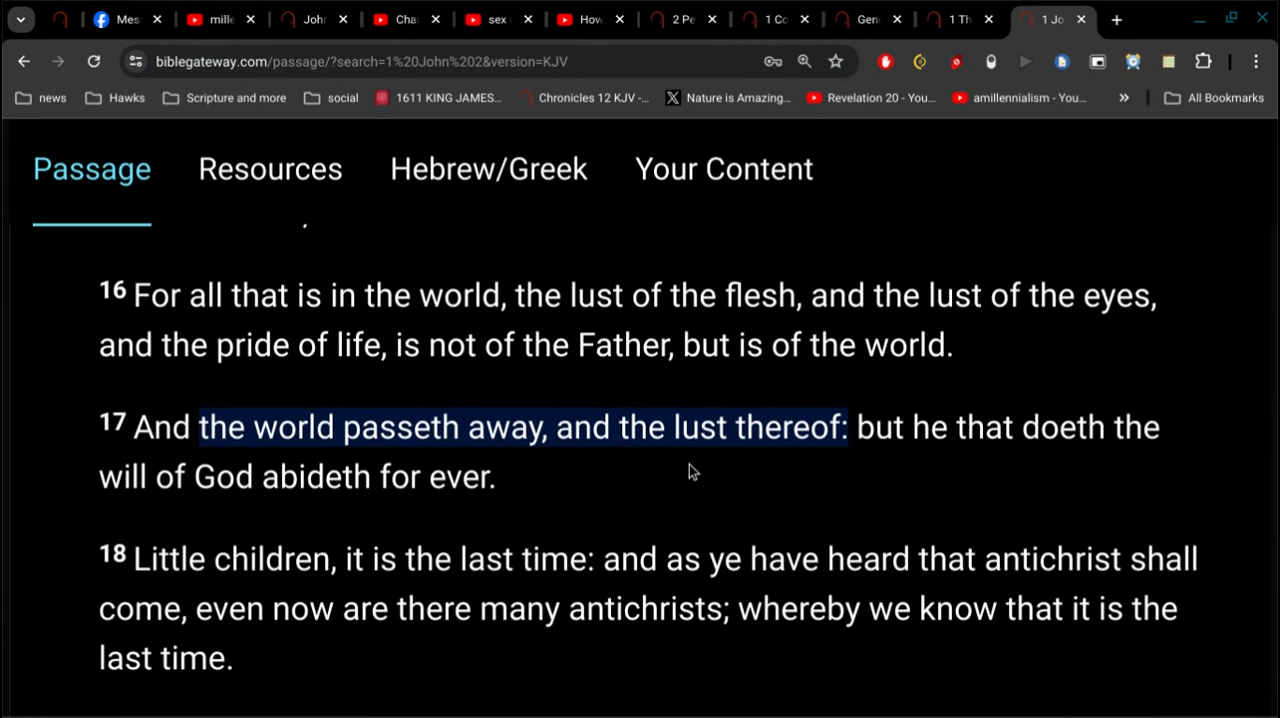 Mes
mille
John
Chai
sex i
How
2 Pe
1 Co
Gene
1 Th
1 Jo
biblegateway.com/passage/?search=1%20John%202&version=KJV
news
Hawks
Scripture and more
social
1611 KING JAMES...
Chronicles 12 KJV -...
Nature is Amazing...
Revelation 20 - You...
amillennialism - You...
All Bookmarks
Passage Resources Hebrew/Greek Your Content
16 For all that is in the world, the lust of the flesh, and the lust of the eyes,
and the pride of life, is not of the Father, but is of the world.
17 And the world passeth away, and the lust thereof: but he that doeth the
will of God abideth for ever.
18 Little children, it is the last time: and as ye have heard that antichrist shall
come, even now are there many antichrists; whereby we know that it is the
last time.